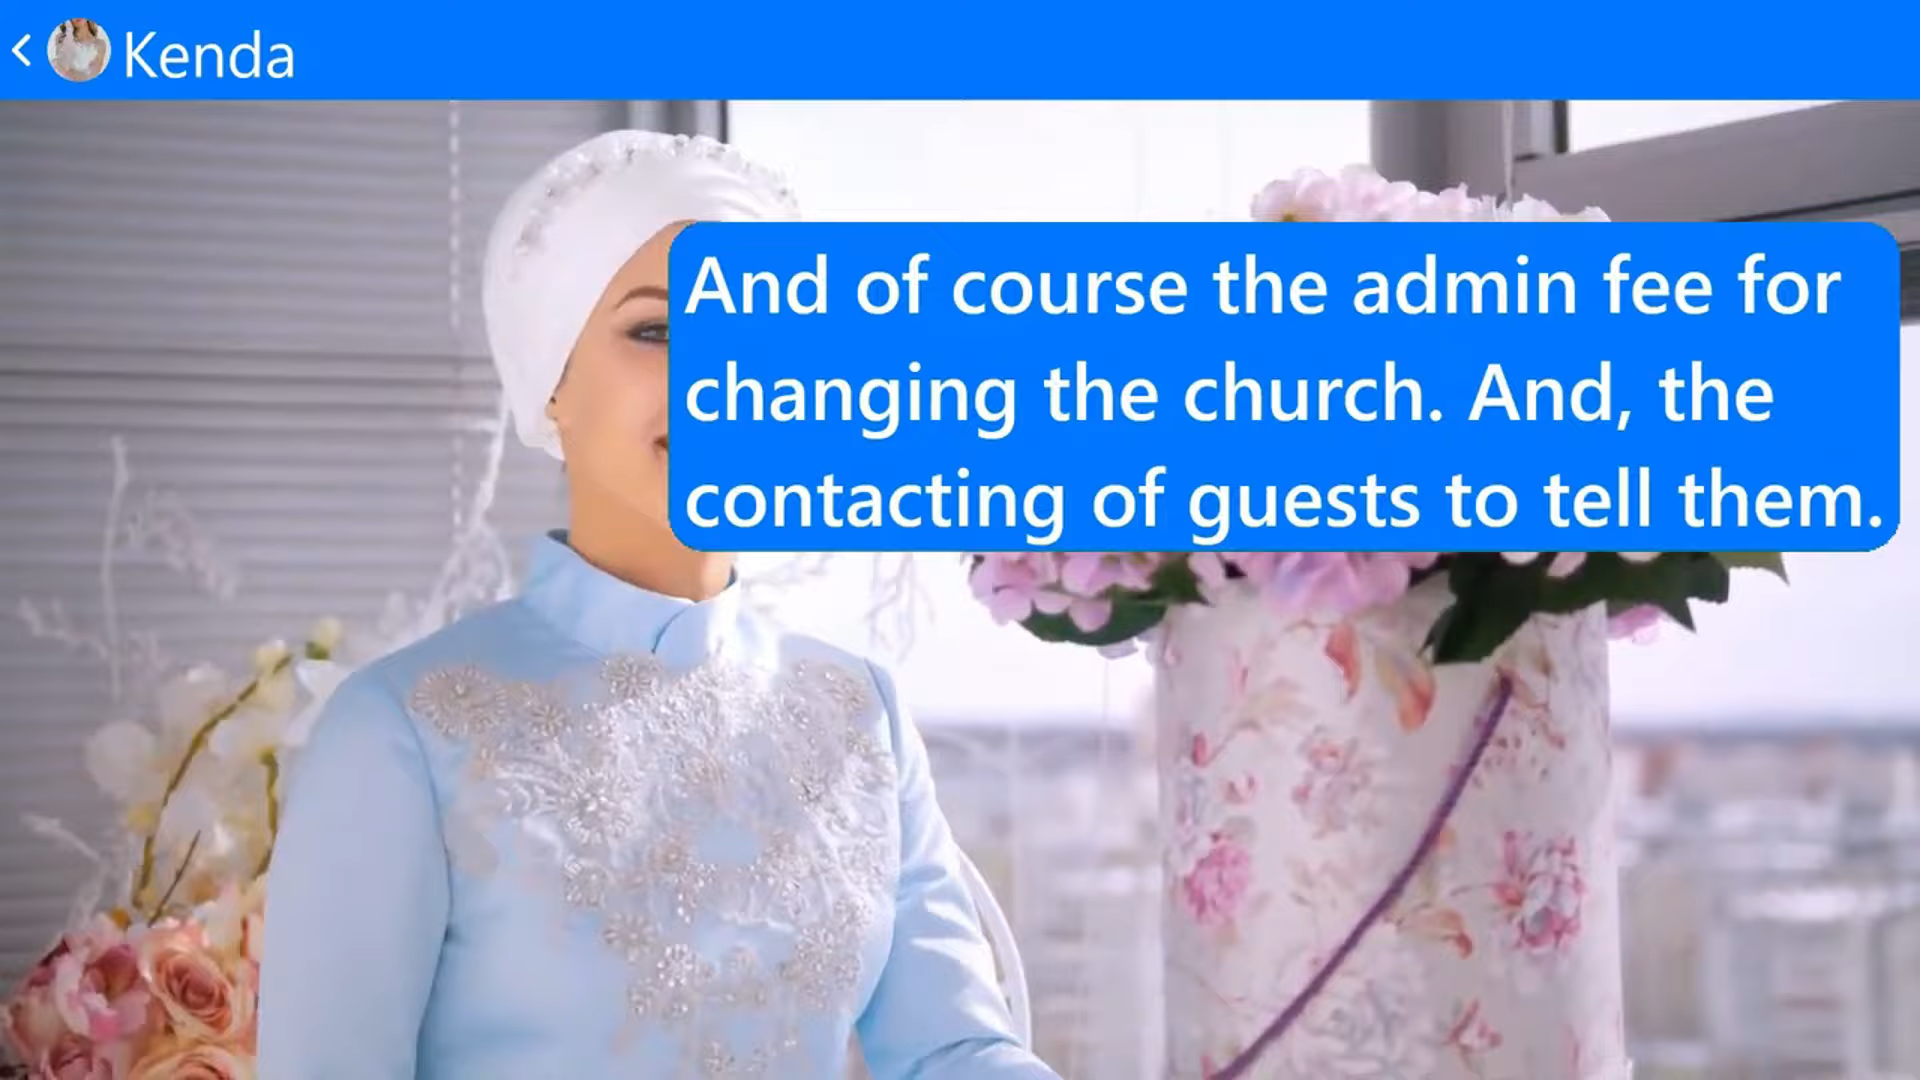 Kenda
And of course the admin fee for
changing the church. And, the
contacting of guests to tell them.